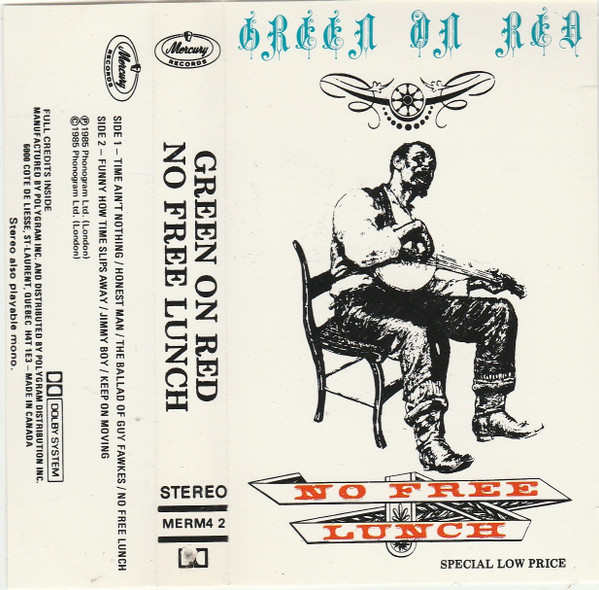 GREEN ON RED
NO FREE
LUNCH
SPECIAL LOW PRICE
Mercury
RECORDS
GREEN ON RED
NO FREE LUNCH
STEREO
MERM4 2
Mercury
RECORDS
SIDE 1 – TIME AIN'T NOTHING / HONEST MAN / THE BALLAD OF GUY FAWKES / NO FREE LUNCH
SIDE 2 – FUNNY HOW TIME SLIPS AWAY / JIMMY BOY / KEEP ON MOVING
℗1985 Phonogram Ltd. (London)
©1985 Phonogram Ltd. (London)
FULL CREDITS INSIDE
MANUFACTURED BY POLYGRAM INC. AND DISTRIBUTED BY POLYGRAM DISTRIBUTION INC.
6000 COTE DE LIESSE, ST-LAURENT, QUEBEC H4T 1E3 – MADE IN CANADA
Stereo also playable mono.
DOLBY SYSTEM